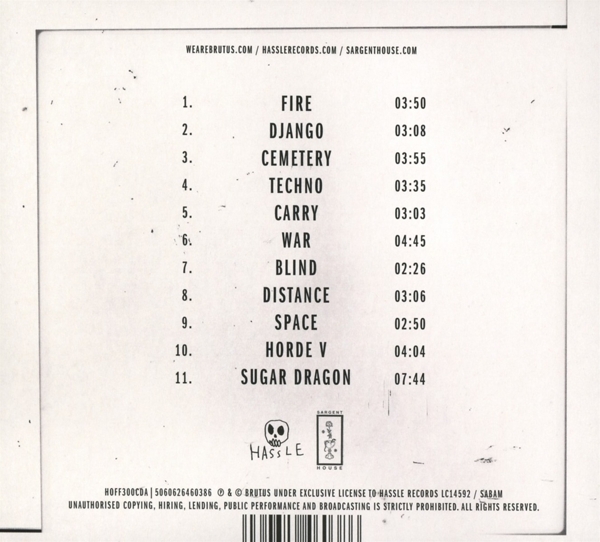 WEAREBRUTUS.COM / HASSLERECORDS.COM / SARGENTHOUSE.COM
1. FIRE 03:50
2. DJANGO 03:08
3. CEMETERY 03:55
4. TECHNO 03:35
5. CARRY 03:03
6. WAR 04:45
7. BLIND 02:26
8. DISTANCE 03:06
9. SPACE 02:50
10. HORDE V 04:04
11. SUGAR DRAGON 07:44
SARGENT
HASSLE
HOUSE
HOFF300CDA | 5060626460386 ℗ & © BRUTUS UNDER EXCLUSIVE LICENSE TO HASSLE RECORDS LC14592 / SABAM
UNAUTHORISED COPYING, HIRING, LENDING, PUBLIC PERFORMANCE AND BROADCASTING IS STRICTLY PROHIBITED. ALL RIGHTS RESERVED.